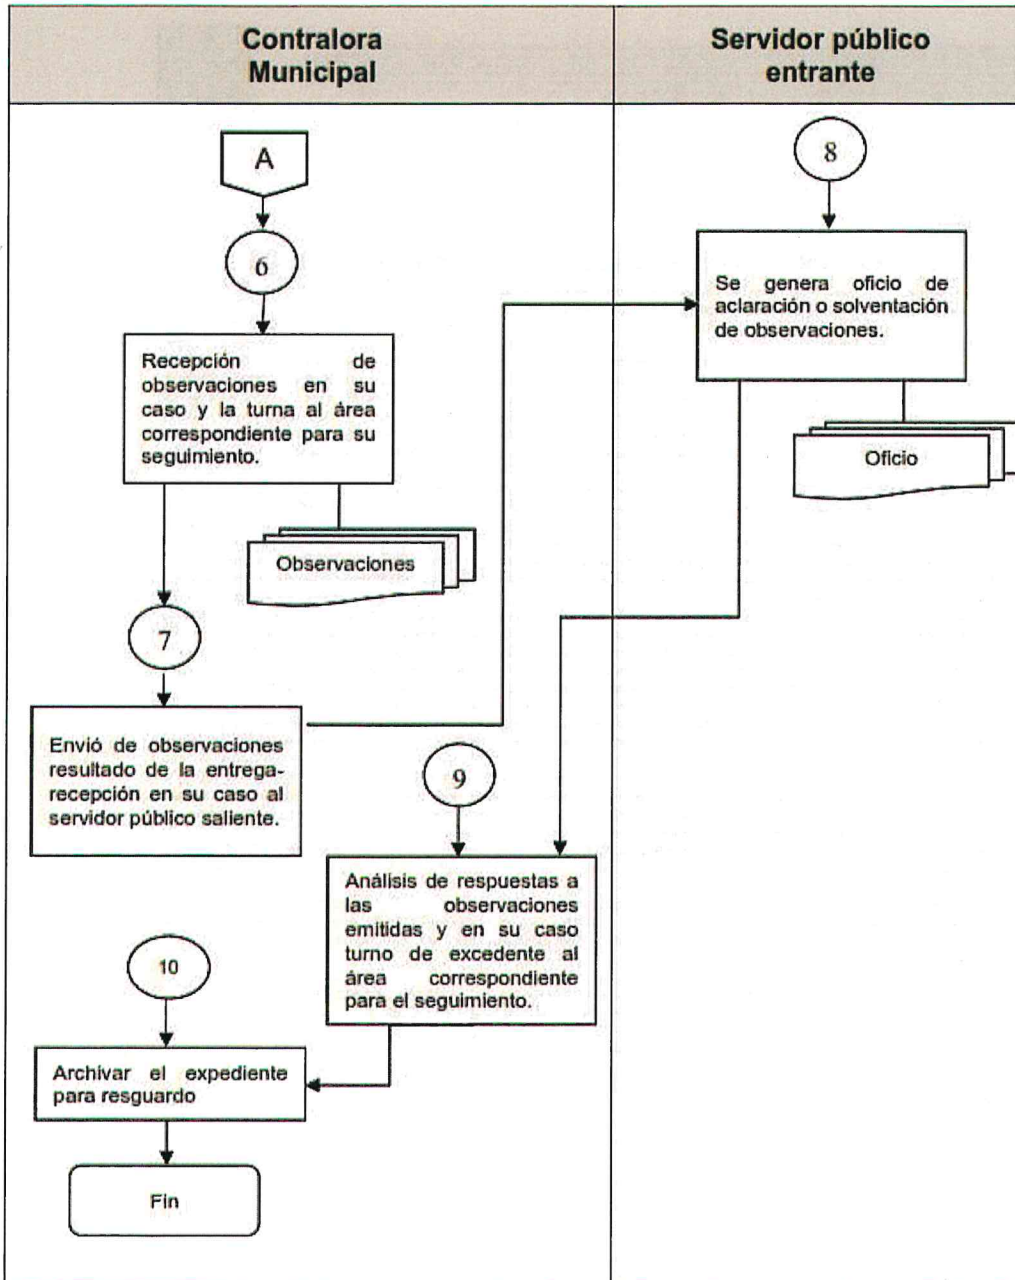 Contralora
Municipal
Servidor público
entrante
A
6
Recepción de
observaciones en su
caso y la turna al área
correspondiente para su
seguimiento.
Observaciones
7
Envió de observaciones
resultado de la entrega-
recepción en su caso al
servidor público saliente.
8
Se genera oficio de
aclaración o solventación
de observaciones.
Oficio
9
Análisis de respuestas a
las observaciones
emitidas y en su caso
turno de excedente al
área correspondiente
para el seguimiento.
10
Archivar el expediente
para resguardo
Fin